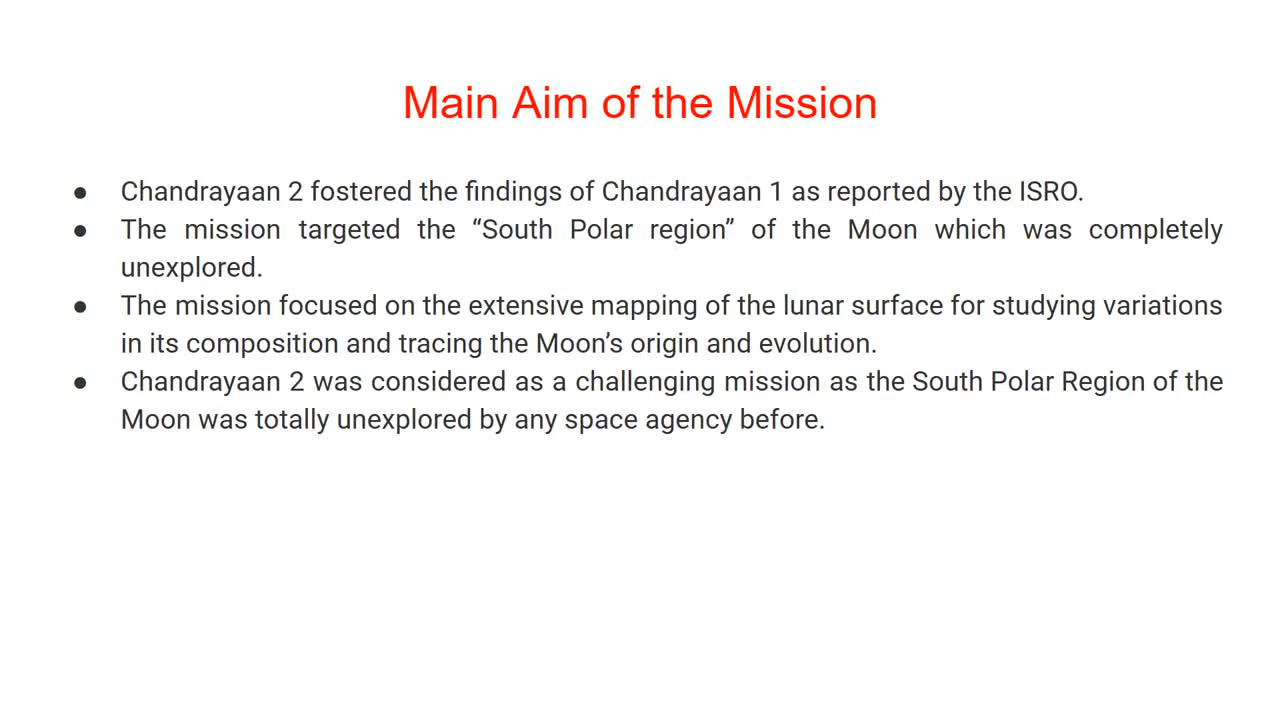 Main Aim of the Mission
● Chandrayaan 2 fostered the findings of Chandrayaan 1 as reported by the ISRO.
● The mission targeted the “South Polar region” of the Moon which was completely
unexplored.
● The mission focused on the extensive mapping of the lunar surface for studying variations
in its composition and tracing the Moon’s origin and evolution.
● Chandrayaan 2 was considered as a challenging mission as the South Polar Region of the
Moon was totally unexplored by any space agency before.